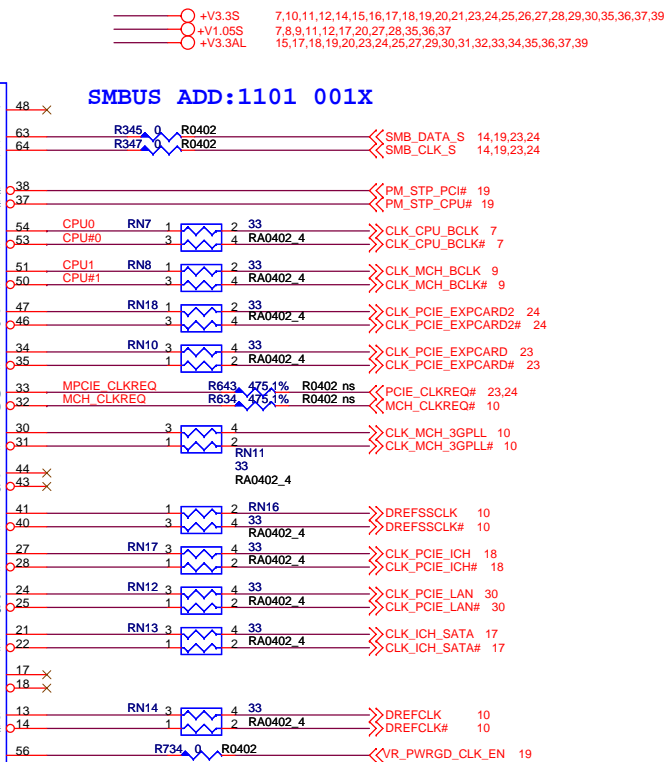 +V3.3S 7,10,11,12,14,15,16,17,18,19,20,21,23,24,25,26,27,28,29,30,35,36,37,39
+V1.05S 7,8,9,11,12,17,20,27,28,35,36,37
+V3.3AL 15,17,18,19,20,23,24,25,27,29,30,31,32,33,34,35,36,37,39
SMBUS ADD:1101 001X
48
63 R345 0 R0402 SMB_DATA_S 14,19,23,24
64 R347 0 R0402 SMB_CLK_S 14,19,23,24
38 PM_STP_PCI# 19
37 PM_STP_CPU# 19
54 CPU0 RN7 1 2 33 CLK_CPU_BCLK 7
53 CPU#0 3 4 RA0402_4 CLK_CPU_BCLK# 7
51 CPU1 RN8 1 2 33 CLK_MCH_BCLK 9
50 CPU#1 3 4 RA0402_4 CLK_MCH_BCLK# 9
47 RN18 1 2 33 CLK_PCIE_EXPCARD2 24
46 3 4 RA0402_4 CLK_PCIE_EXPCARD2# 24
34 RN10 3 4 33 CLK_PCIE_EXPCARD 23
35 1 2 RA0402_4 CLK_PCIE_EXPCARD# 23
33 MPCIE_CLKREQ R643 475,1% R0402 ns PCIE_CLKREQ# 23,24
32 MCH_CLKREQ R634 475,1% R0402 ns MCH_CLKREQ# 10
30 3 4 CLK_MCH_3GPLL 10
31 1 2 CLK_MCH_3GPLL# 10
RN11
33
RA0402_4
44
43
41 1 2 RN16 DREFSSCLK 10
40 3 4 33 DREFSSCLK# 10
RA0402_4
27 RN17 3 4 33 CLK_PCIE_ICH 18
28 1 2 RA0402_4 CLK_PCIE_ICH# 18
24 RN12 3 4 33 CLK_PCIE_LAN 30
25 1 2 RA0402_4 CLK_PCIE_LAN# 30
21 RN13 3 4 33 CLK_ICH_SATA 17
22 1 2 RA0402_4 CLK_ICH_SATA# 17
17
18
13 RN14 3 4 33 DREFCLK 10
14 1 2 RA0402_4 DREFCLK# 10
56 R734 0 R0402 VR_PWRGD_CLK_EN 19